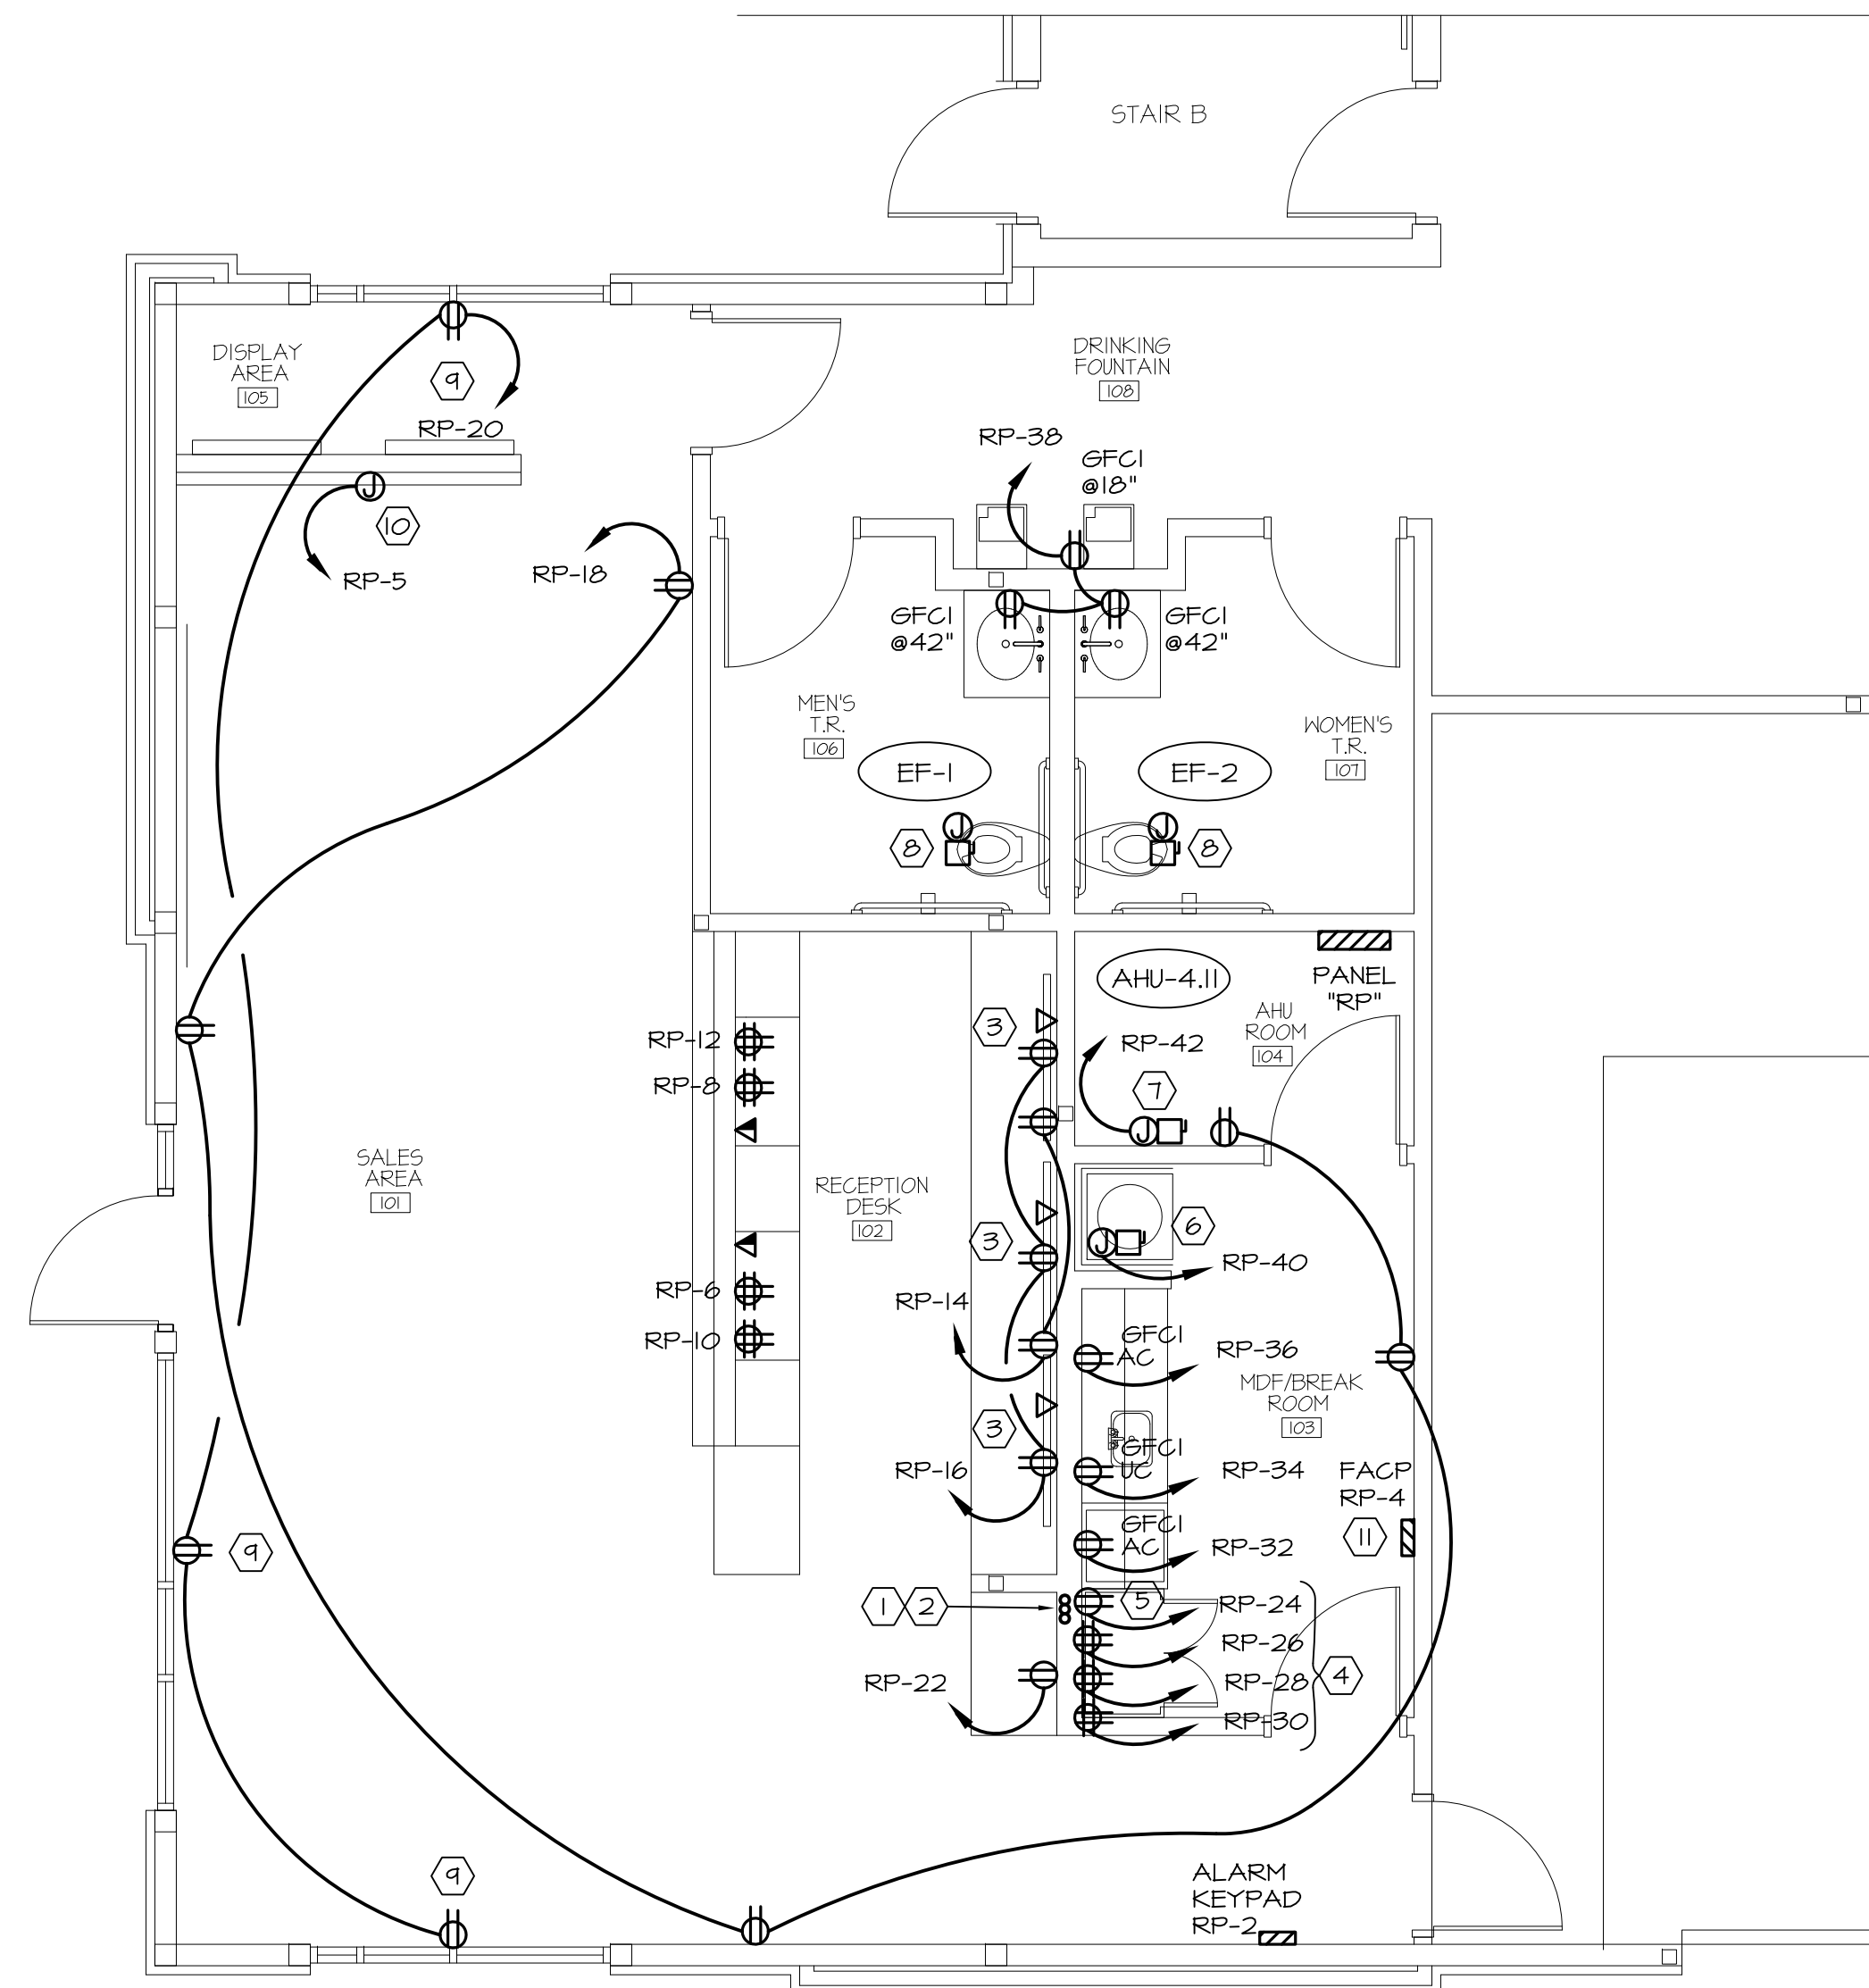 STAIR B
DISPLAY
AREA
105
9
RP-20
DRINKING
FOUNTAIN
108
RP-38
GFCI
@18"
J
10
RP-5
RP-18
GFCI
@42"
GFCI
@42"
MEN'S
T.R.
106
WOMEN'S
T.R.
107
EF-1
EF-2
J
8
J
8
AHU-4.11
PANEL
"RP"
AHU
ROOM
104
3
RP-12
RP-8
RP-42
7
J
SALES
AREA
101
RECEPTION
DESK
102
3
6
J
RP-40
RP-6
RP-10
RP-14
GFCI
AC
RP-36
MDF/BREAK
ROOM
103
3
RP-16
GFCI
UC
RP-34
FACP
RP-4
11
GFCI
AC
RP-32
9
1
2
5
RP-24
RP-26
RP-28
RP-30
4
RP-22
9
ALARM
KEYPAD
RP-2